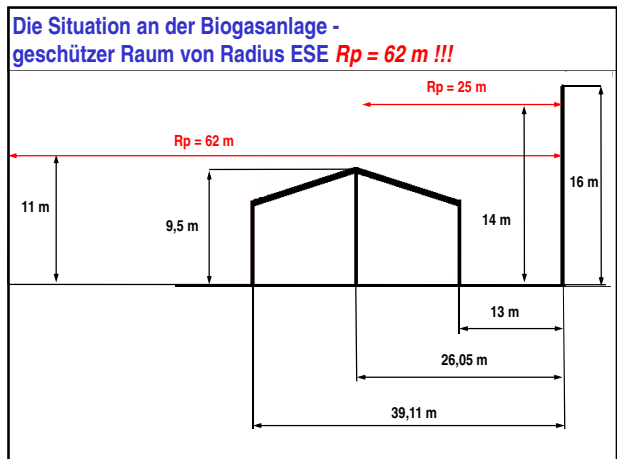 Die Situation an der Biogasanlage -
geschützer Raum von Radius ESE Rp = 62 m !!!
Rp = 25 m
Rp = 62 m
16 m
11 m
14 m
9,5 m
13 m
26,05 m
39,11 m